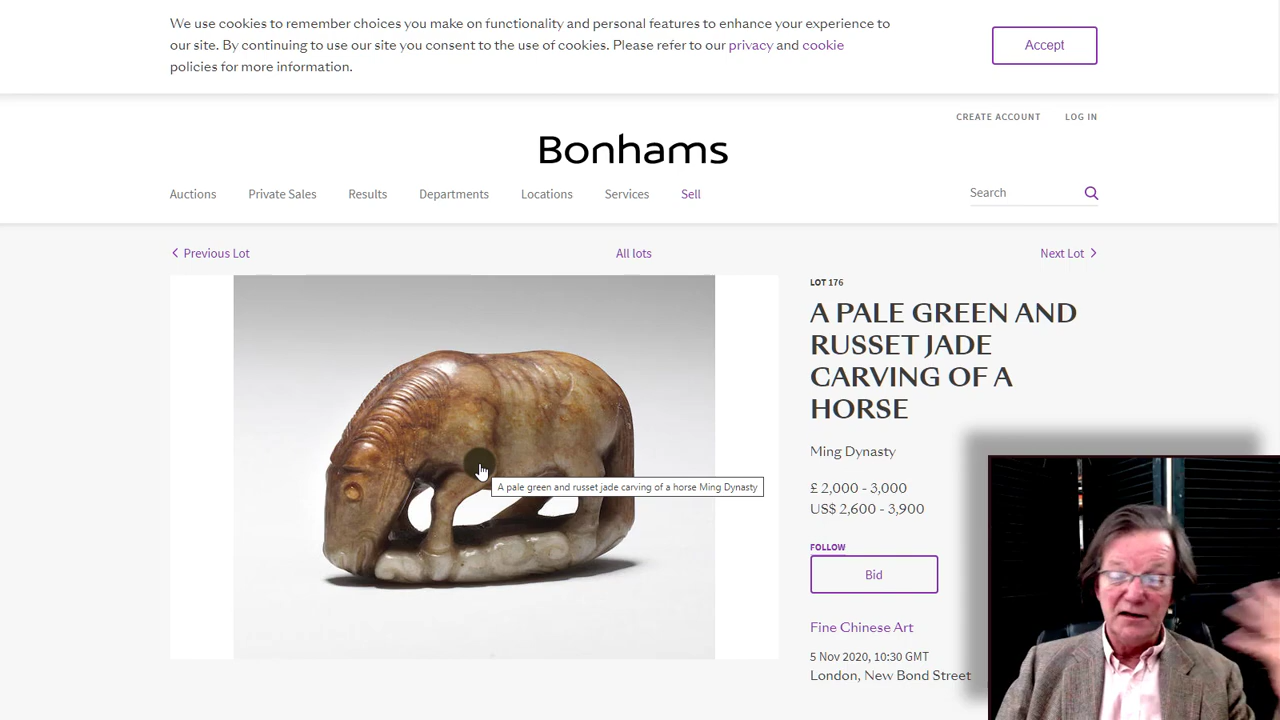 We use cookies to remember choices you make on functionality and personal features to enhance your experience to
our site. By continuing to use our site you consent to the use of cookies. Please refer to our privacy and cookie
policies for more information.
Accept
CREATE ACCOUNT LOG IN
Bonhams
Auctions Private Sales Results Departments Locations Services Sell
Search
Previous Lot All lots Next Lot
LOT 176
A PALE GREEN AND
RUSSET JADE
CARVING OF A
HORSE
Ming Dynasty
£ 2,000 - 3,000
US$ 2,600 - 3,900
A pale green and russet jade carving of a horse Ming Dynasty
FOLLOW
Bid
Fine Chinese Art
5 Nov 2020, 10:30 GMT
London, New Bond Street